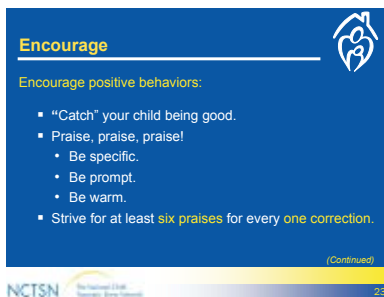 Encourage
Encourage positive behaviors:
▪ “Catch” your child being good.
▪ Praise, praise, praise!
• Be specific.
• Be prompt.
• Be warm.
▪ Strive for at least six praises for every one correction.
(Continued)
NCTSN
23